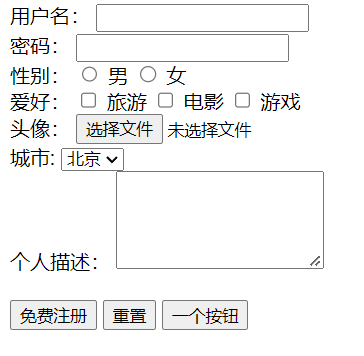 用户名：
密码：
性别： 男 女
爱好： 旅游 电影 游戏
头像: 选择文件 未选择文件
城市: 北京
个人描述：
免费注册 重置 一个按钮